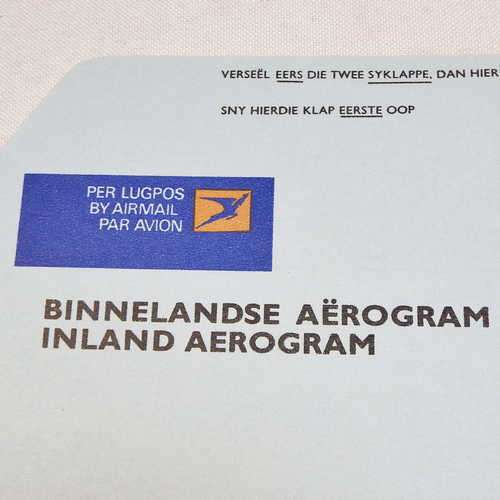 VERSEËL EERS DIE TWEE SYKLAPPE, DAN HIER
SNY HIERDIE KLAP EERSTE OOP
PER LUGPOS
BY AIRMAIL
PAR AVION
BINNELANDSE AËROGRAM
INLAND AEROGRAM